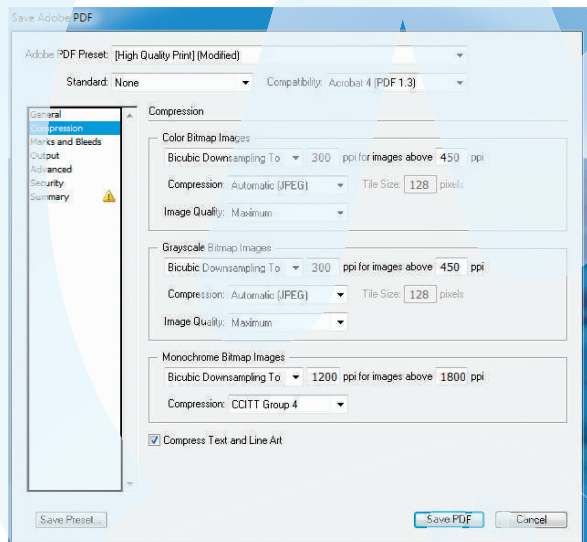 Save Adobe PDF
Adobe PDF Preset: [High Quality Print] (Modified)
Standard: None Compatibility: Acrobat 4 (PDF 1.3)
General
Compression
Marks and Bleeds
Output
Advanced
Security
Summary
Compression
Color Bitmap Images
Bicubic Downsampling To 300 ppi for images above 450 ppi
Compression: Automatic (JPEG) Tile Size: 128 pixels
Image Quality: Maximum
Grayscale Bitmap Images
Bicubic Downsampling To 300 ppi for images above 450 ppi
Compression: Automatic (JPEG) Tile Size: 128 pixels
Image Quality: Maximum
Monochrome Bitmap Images
Bicubic Downsampling To 1200 ppi for images above 1800 ppi
Compression: CCITT Group 4
Compress Text and Line Art
Save Preset... Save PDF Cancel